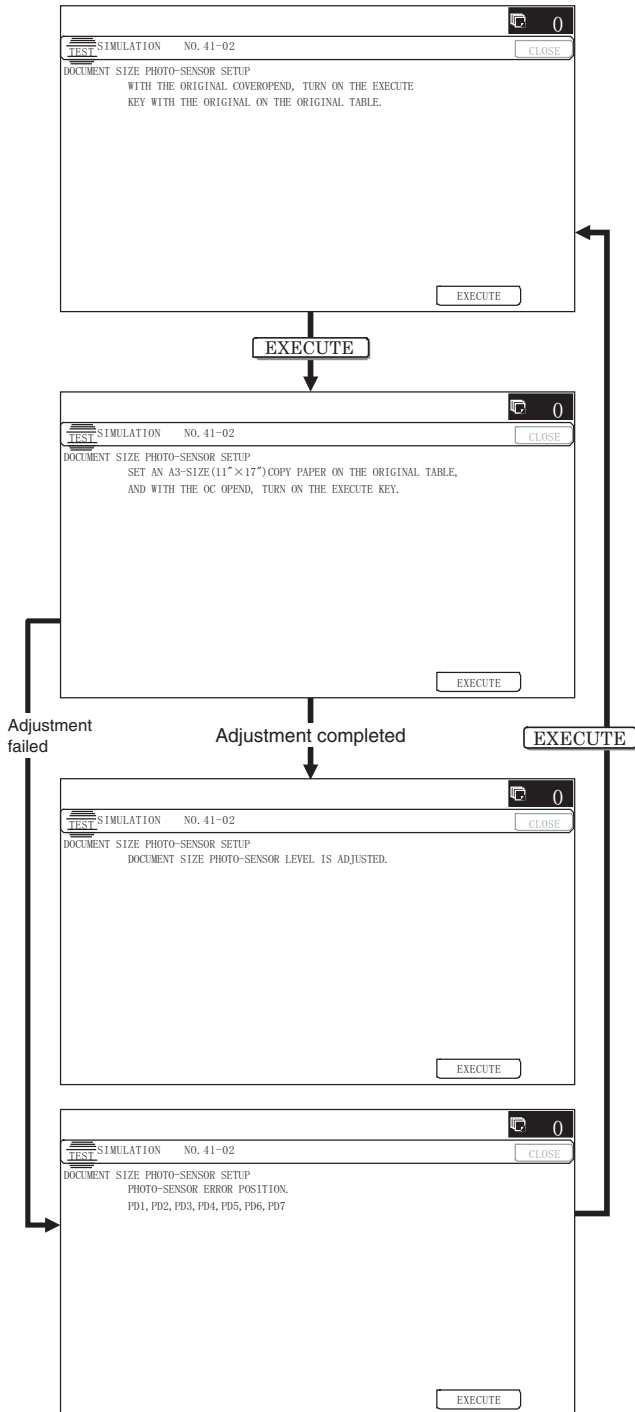 0
TEST SIMULATION NO. 41-02 CLOSE
DOCUMENT SIZE PHOTO-SENSOR SETUP
WITH THE ORIGINAL COVEROPEND, TURN ON THE EXECUTE
KEY WITH THE ORIGINAL ON THE ORIGINAL TABLE.
EXECUTE
EXECUTE
0
TEST SIMULATION NO. 41-02 CLOSE
DOCUMENT SIZE PHOTO-SENSOR SETUP
SET AN A3-SIZE(11″×17″)COPY PAPER ON THE ORIGINAL TABLE,
AND WITH THE OC OPEND, TURN ON THE EXECUTE KEY.
EXECUTE
Adjustment
failed
Adjustment completed
EXECUTE
0
TEST SIMULATION NO. 41-02 CLOSE
DOCUMENT SIZE PHOTO-SENSOR SETUP
DOCUMENT SIZE PHOTO-SENSOR LEVEL IS ADJUSTED.
EXECUTE
0
TEST SIMULATION NO. 41-02 CLOSE
DOCUMENT SIZE PHOTO-SENSOR SETUP
PHOTO-SENSOR ERROR POSITION.
PD1, PD2, PD3, PD4, PD5, PD6, PD7
EXECUTE